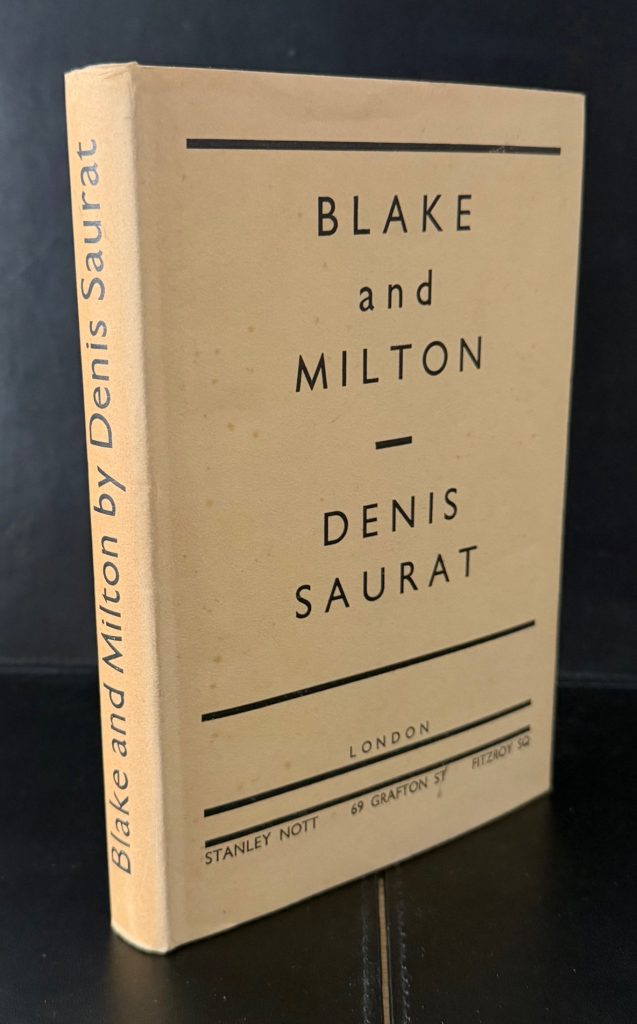 Blake and Milton by Denis Saurat
BLAKE
and
MILTON
DENIS
SAURAT
LONDON
STANLEY NOTT 69 GRAFTON ST FITZROY SQ